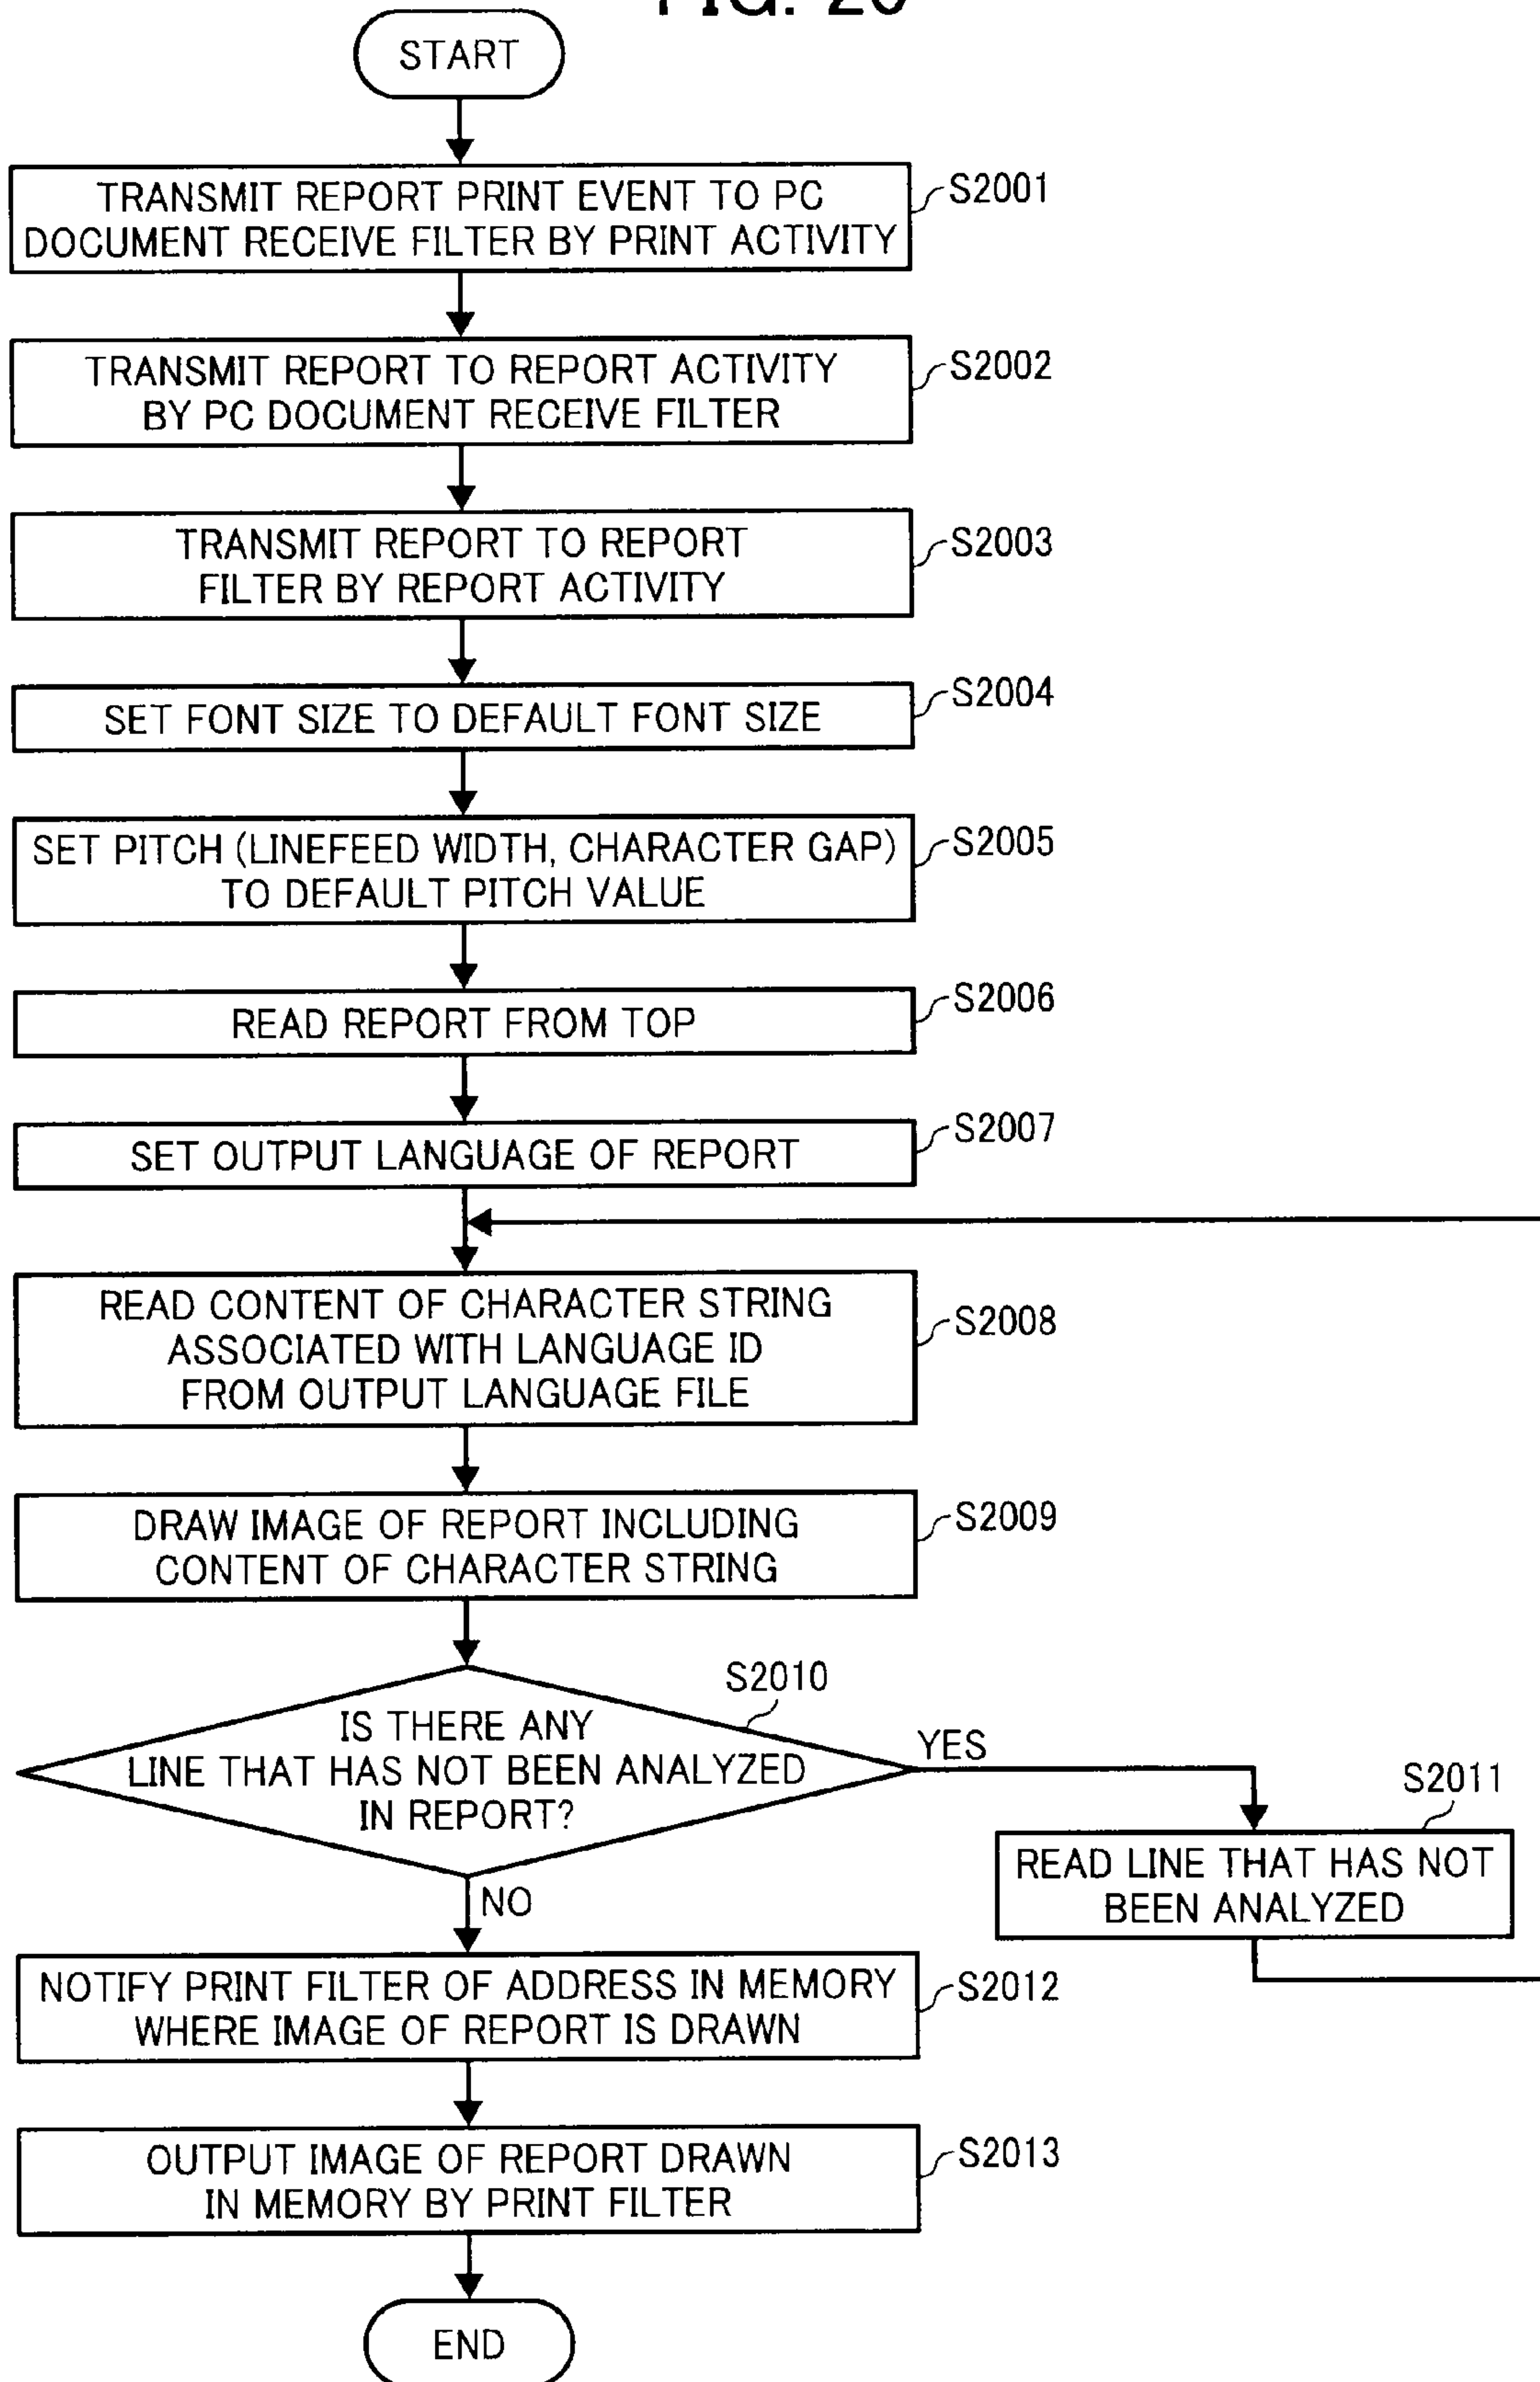 FIG. 20
START
TRANSMIT REPORT PRINT EVENT TO PC
DOCUMENT RECEIVE FILTER BY PRINT ACTIVITY
S2001
TRANSMIT REPORT TO REPORT ACTIVITY
BY PC DOCUMENT RECEIVE FILTER
S2002
TRANSMIT REPORT TO REPORT
FILTER BY REPORT ACTIVITY
S2003
SET FONT SIZE TO DEFAULT FONT SIZE
S2004
SET PITCH (LINEFEED WIDTH, CHARACTER GAP)
TO DEFAULT PITCH VALUE
S2005
READ REPORT FROM TOP
S2006
SET OUTPUT LANGUAGE OF REPORT
S2007
READ CONTENT OF CHARACTER STRING
ASSOCIATED WITH LANGUAGE ID
FROM OUTPUT LANGUAGE FILE
S2008
DRAW IMAGE OF REPORT INCLUDING
CONTENT OF CHARACTER STRING
S2009
S2010
IS THERE ANY
LINE THAT HAS NOT BEEN ANALYZED
IN REPORT?
YES
S2011
READ LINE THAT HAS NOT
BEEN ANALYZED
NO
NOTIFY PRINT FILTER OF ADDRESS IN MEMORY
WHERE IMAGE OF REPORT IS DRAWN
S2012
OUTPUT IMAGE OF REPORT DRAWN
IN MEMORY BY PRINT FILTER
S2013
END